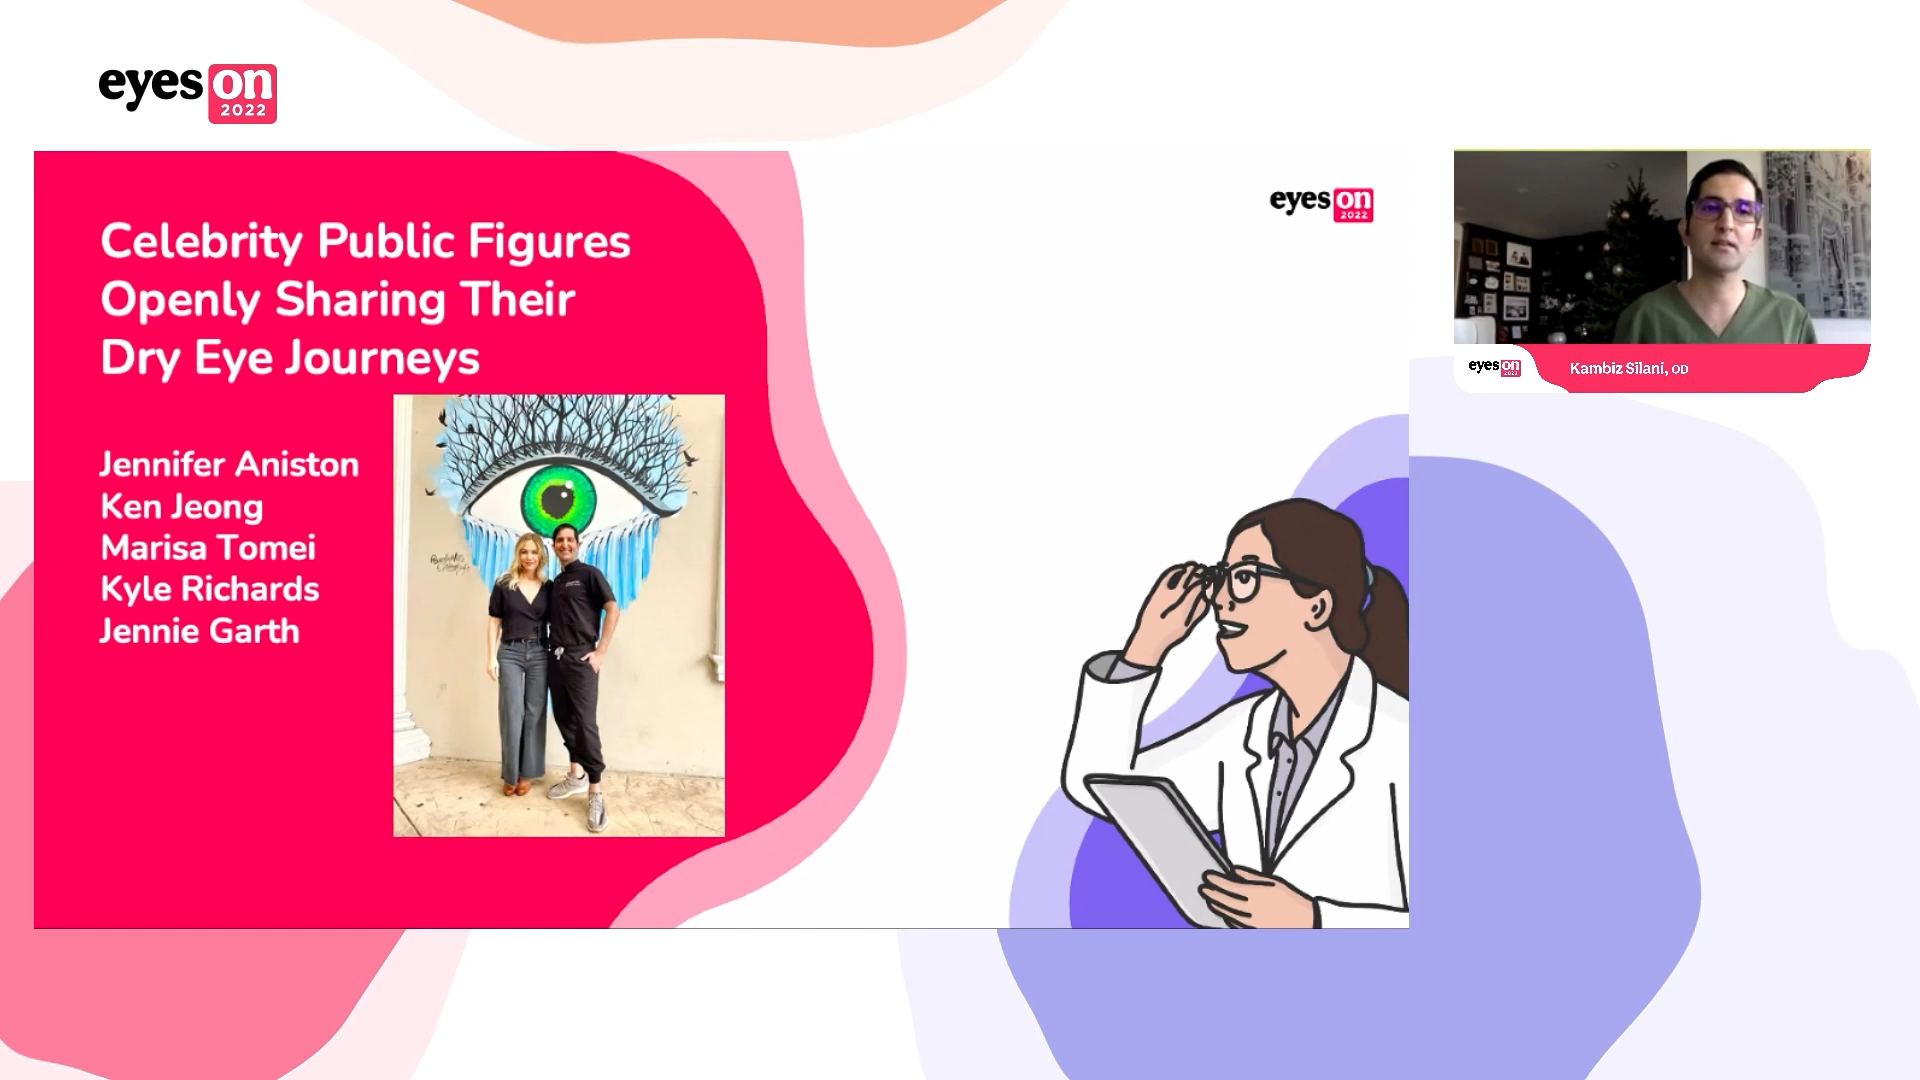 eyes on
2022
Celebrity Public Figures
Openly Sharing Their
Dry Eye Journeys
Jennifer Aniston
Ken Jeong
Marisa Tomei
Kyle Richards
Jennie Garth
eyes on
2022
eyes on
2022
Kambiz Silani, OD